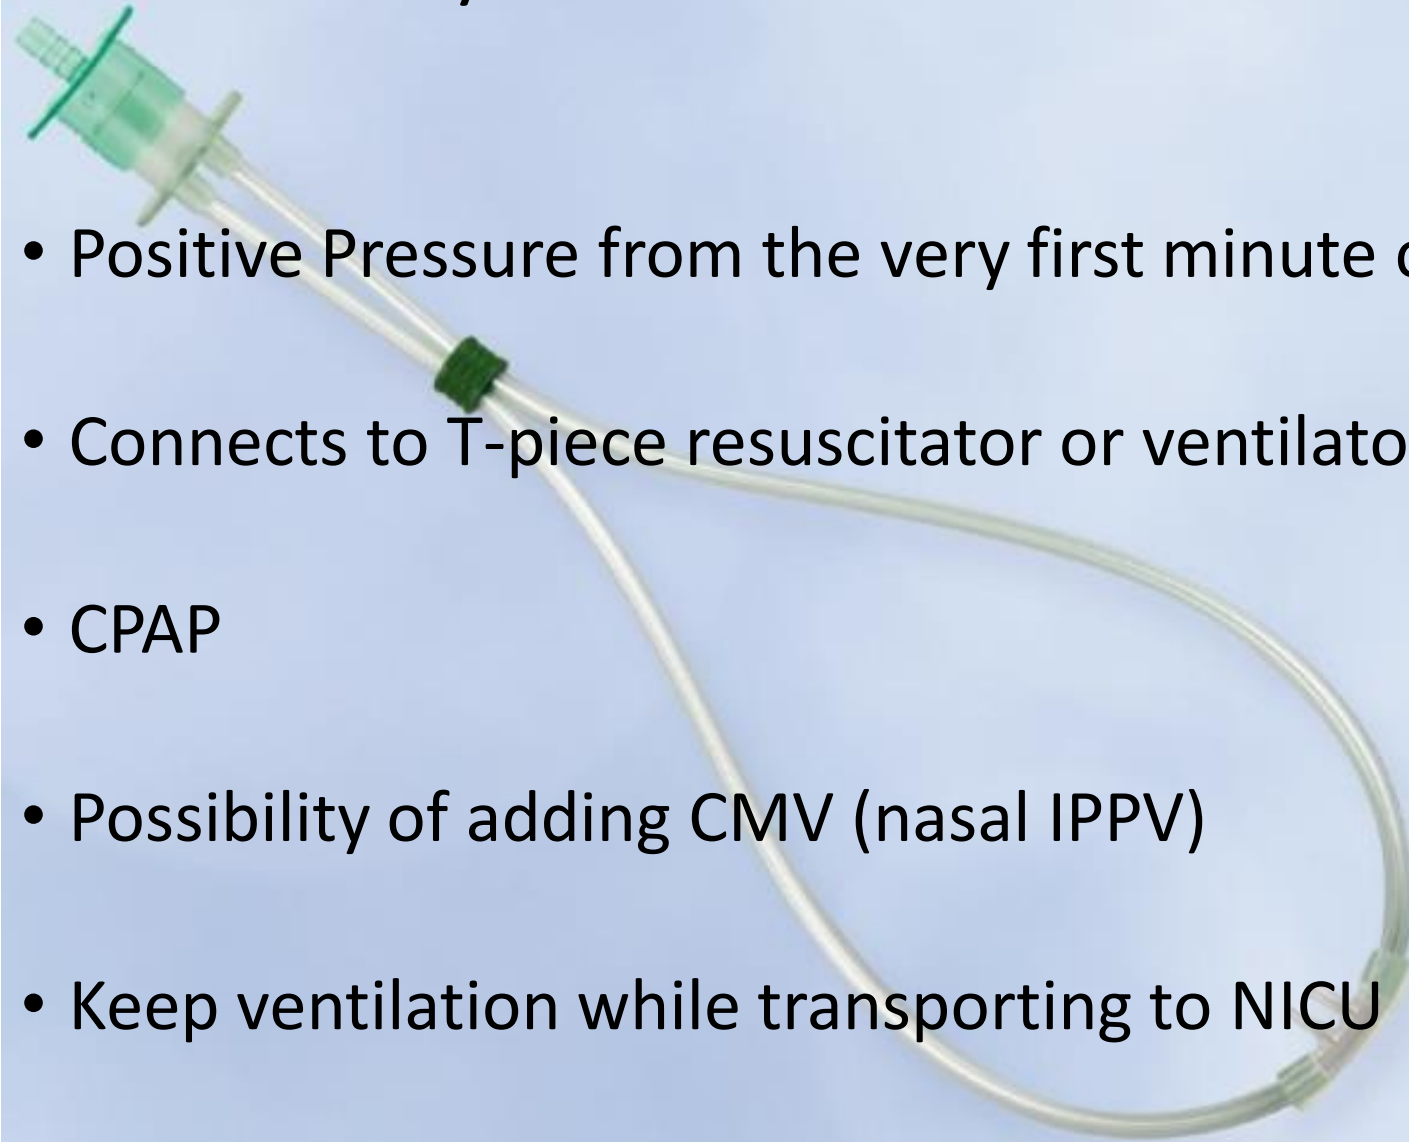 • Positive Pressure from the very first minute
• Connects to T-piece resuscitator or
• CPAP
• Possibility of adding CMV (nasal IPPV)
• Keep ventilation while transporting to NICU